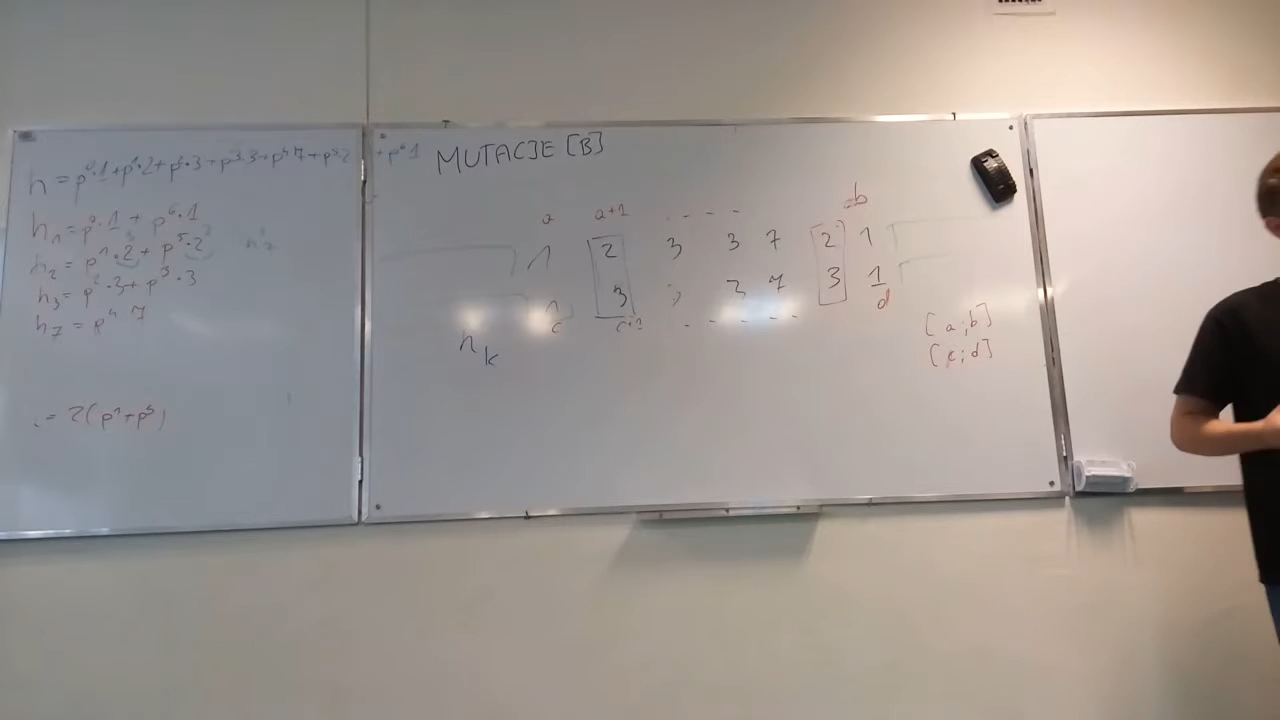 h = p⁰·1 + p¹·2 + p²·3 + p³·3 + p⁴·7 + p⁵·2 + p⁶·1
h₁ = p⁰·1 + p⁶·1
h₂ = p¹·2 + p⁵·2
h₃ = p²·3 + p³·3
h₇ = p⁴ 7
= 2(p¹+p⁵)
MUTACJE [B]
a a+1 - - - - b
1 2 3 3 7 2 1
1 3 3 7 3 1
c c+1 - - - - - d
h_k
[a;b]
[c;d]